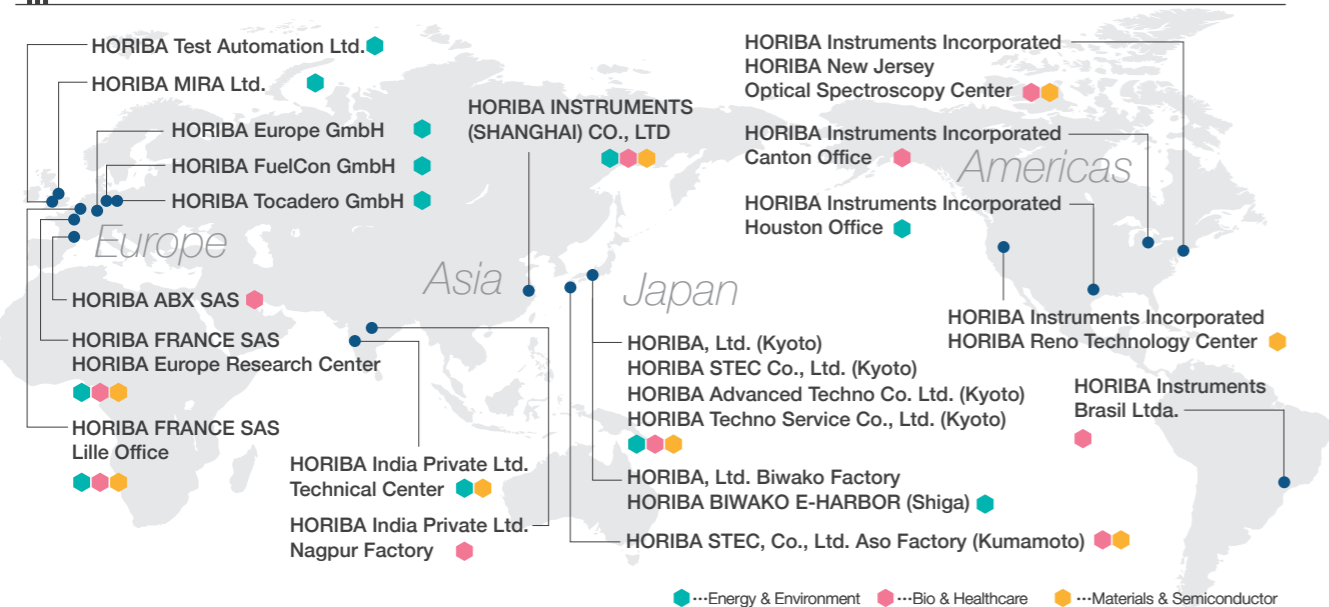 HORIBA Test Automation Ltd.
HORIBA MIRA Ltd.
HORIBA Europe GmbH
HORIBA FuelCon GmbH
HORIBA Tocadero GmbH
Europe
HORIBA ABX SAS
HORIBA FRANCE SAS
HORIBA Europe Research Center
HORIBA FRANCE SAS
Lille Office
HORIBA INSTRUMENTS
(SHANGHAI) CO., LTD
Asia
HORIBA India Private Ltd.
Technical Center
HORIBA India Private Ltd.
Nagpur Factory
Japan
HORIBA, Ltd. (Kyoto)
HORIBA STEC Co., Ltd. (Kyoto)
HORIBA Advanced Techno Co. Ltd. (Kyoto)
HORIBA Techno Service Co., Ltd. (Kyoto)
HORIBA, Ltd. Biwako Factory
HORIBA BIWAKO E-HARBOR (Shiga)
HORIBA STEC, Co., Ltd. Aso Factory (Kumamoto)
HORIBA Instruments Incorporated
HORIBA New Jersey
Optical Spectroscopy Center
HORIBA Instruments Incorporated
Canton Office
Americas
HORIBA Instruments Incorporated
Houston Office
HORIBA Instruments Incorporated
HORIBA Reno Technology Center
HORIBA Instruments
Brasil Ltda.
···Energy & Environment ···Bio & Healthcare ···Materials & Semiconductor